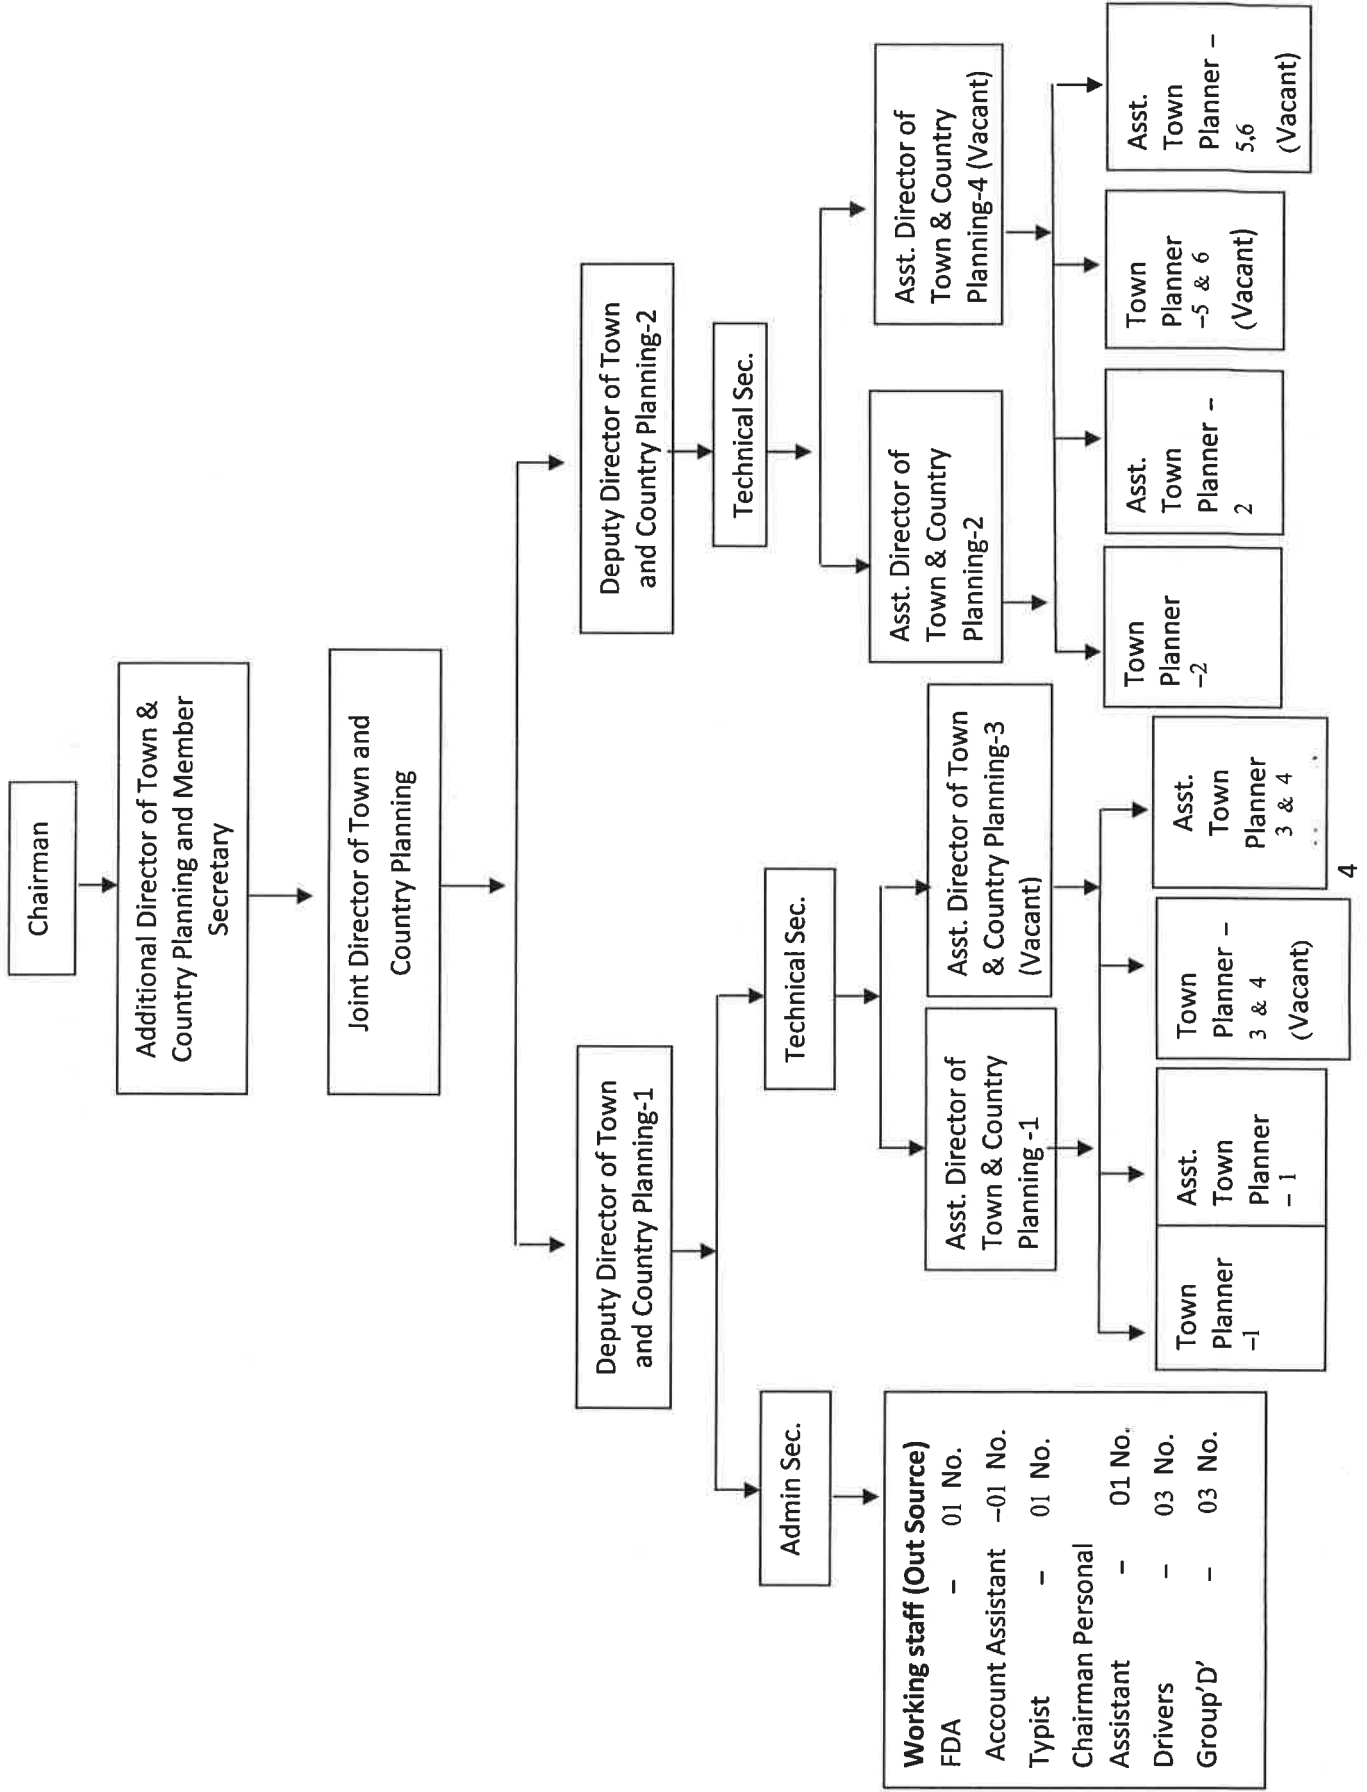 Chairman
Additional Director of Town &
Country Planning and Member
Secretary
Joint Director of Town and
Country Planning
Deputy Director of Town
and Country Planning-1
Deputy Director of Town
and Country Planning-2
Admin Sec.
Technical Sec.
Technical Sec.
Working staff (Out Source)
FDA – 01 No.
Account Assistant –01 No.
Typist – 01 No.
Chairman Personal
Assistant – 01 No.
Drivers – 03 No.
Group'D' – 03 No.
Asst. Director of
Town & Country
Planning -1
Asst. Director of Town
& Country Planning-3
(Vacant)
Asst. Director of
Town & Country
Planning-2
Asst. Director of
Town & Country
Planning-4 (Vacant)
Town
Planner
–1
Asst.
Town
Planner
– 1
Town
Planner –
3 & 4
(Vacant)
Asst.
Town
Planner
3 & 4
Town
Planner
–2
Asst.
Town
Planner –
2
Town
Planner
–5 & 6
(Vacant)
Asst.
Town
Planner –
5,6
(Vacant)
4